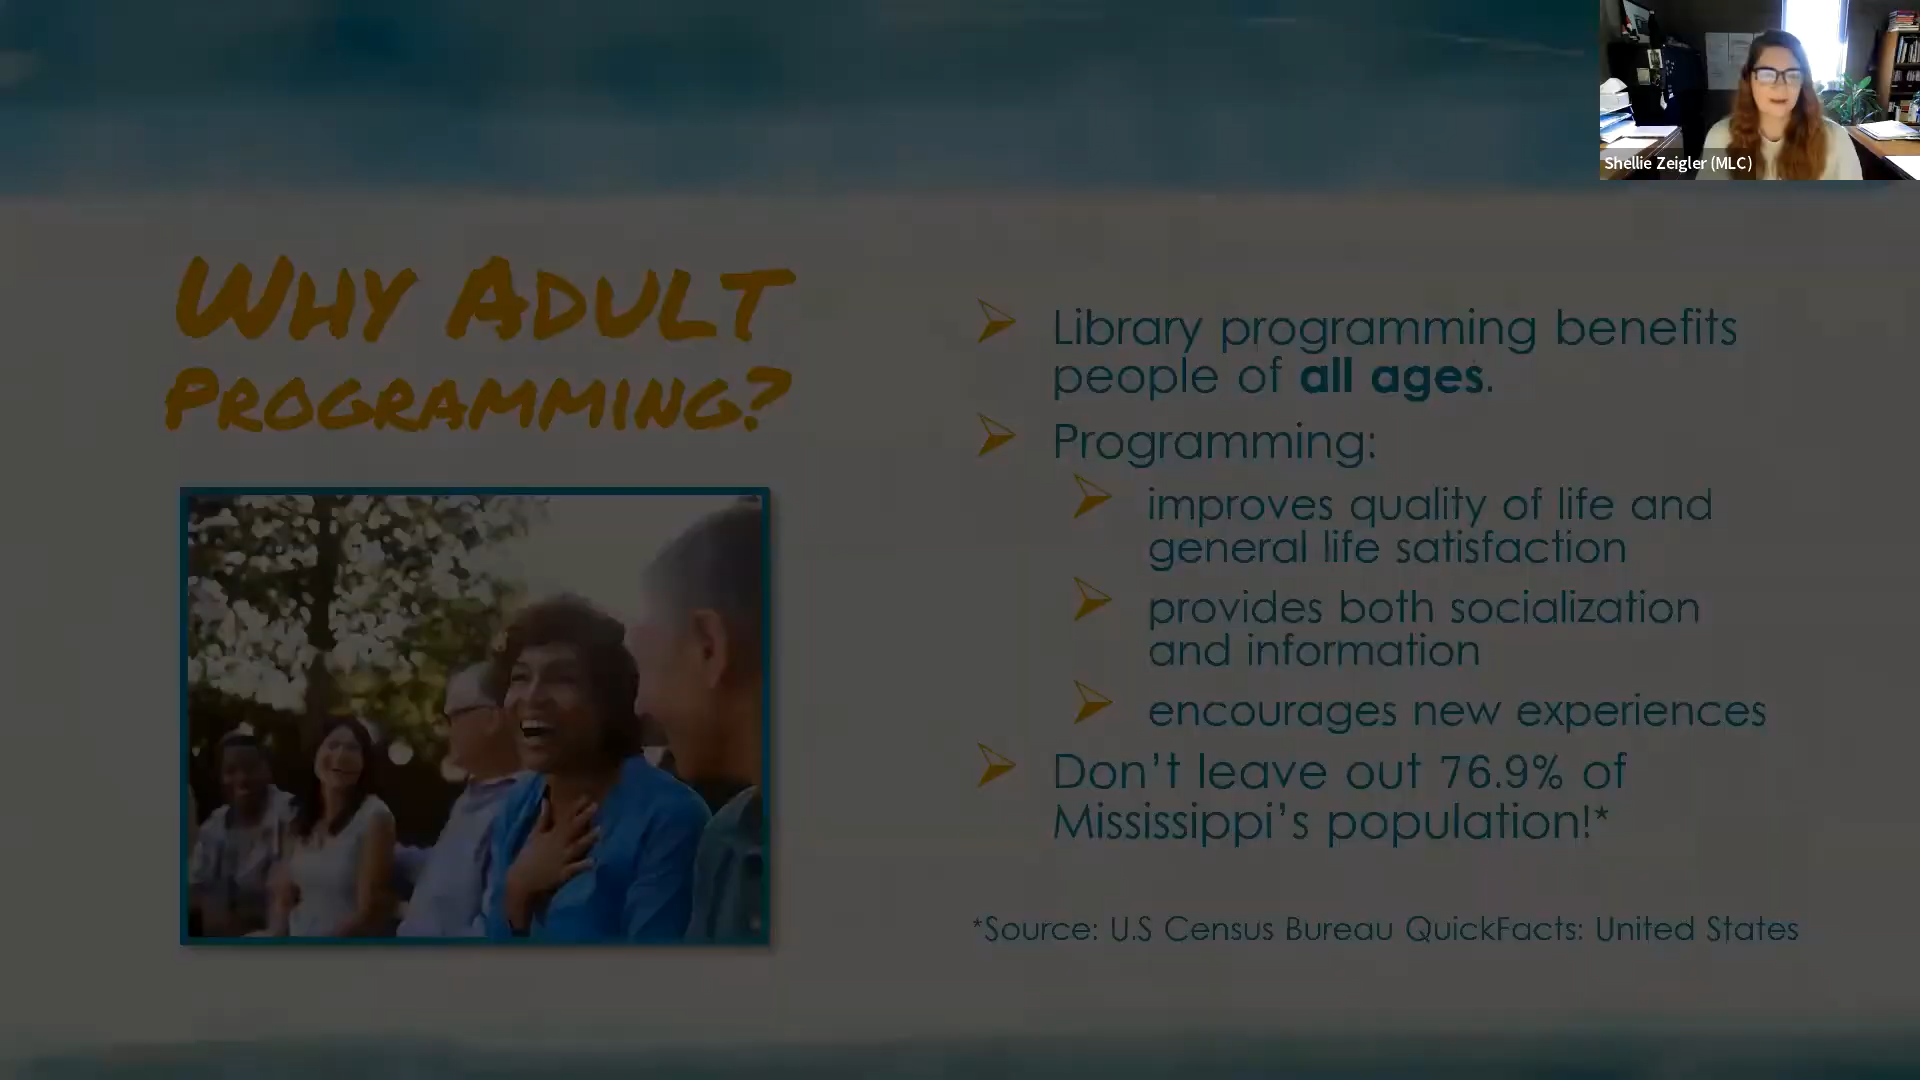 Shellie Zeigler (MLC)
WHY ADULT
PROGRAMMING?
Library programming benefits
people of all ages.
Programming:
improves quality of life and
general life satisfaction
provides both socialization
and information
encourages new experiences
Don't leave out 76.9% of
Mississippi's population!*
*Source: U.S Census Bureau QuickFacts: United States